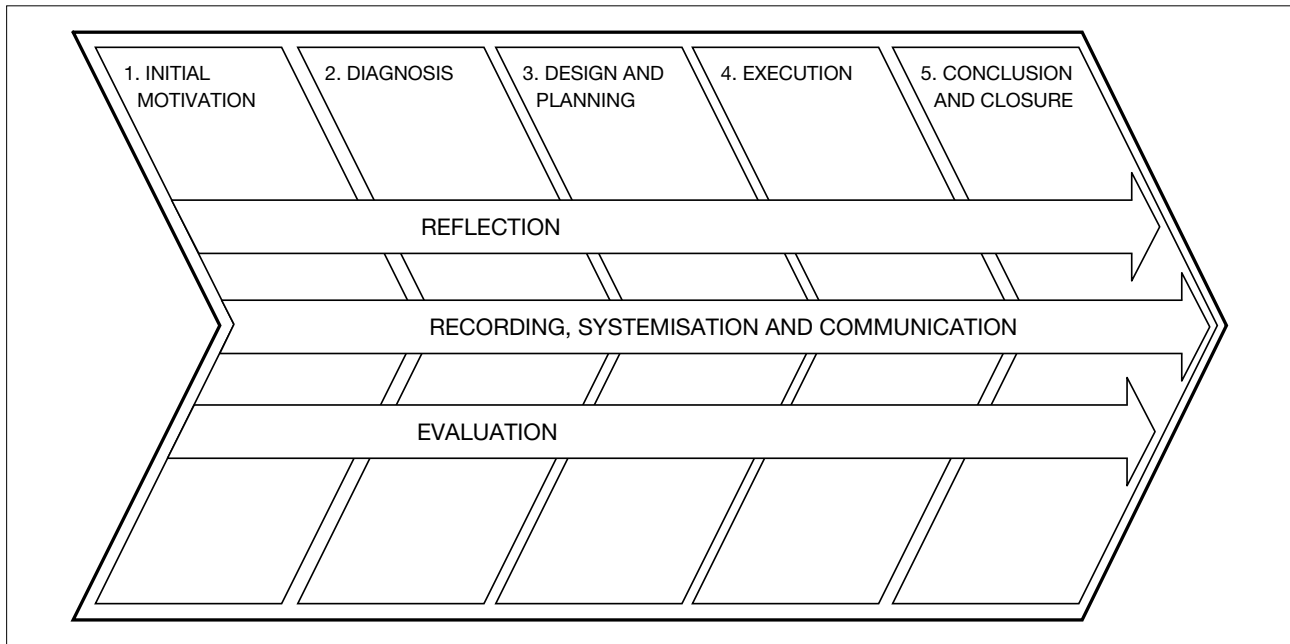 1. INITIAL
MOTIVATION
2. DIAGNOSIS
3. DESIGN AND
PLANNING
4. EXECUTION
5. CONCLUSION
AND CLOSURE
REFLECTION
RECORDING, SYSTEMISATION AND COMMUNICATION
EVALUATION